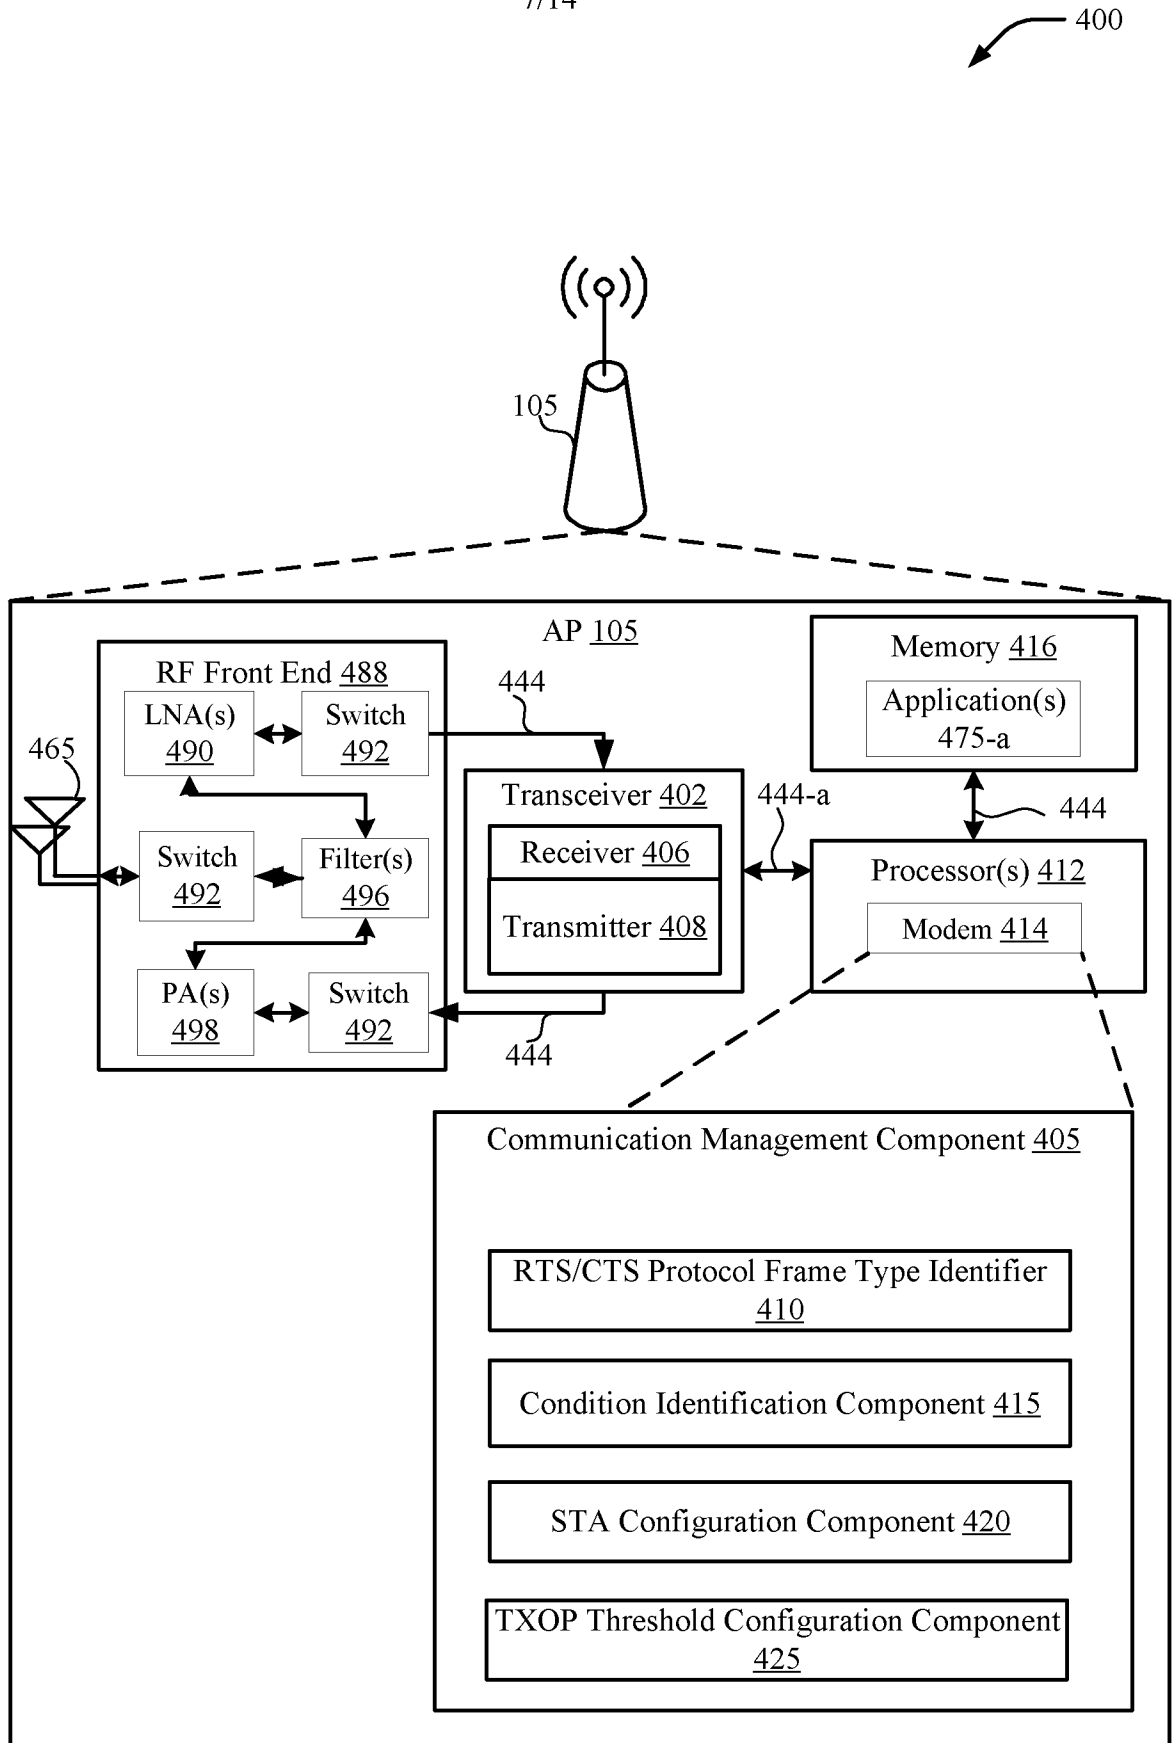 7/14
400
105
AP 105
RF Front End 488
LNA(s)
490
Switch
492
444
Memory 416
Application(s)
475-a
465
Transceiver 402
444-a
444
Receiver 406
Switch
492
Filter(s)
496
Processor(s) 412
Transmitter 408
Modem 414
PA(s)
498
Switch
492
444
Communication Management Component 405
RTS/CTS Protocol Frame Type Identifier
410
Condition Identification Component 415
STA Configuration Component 420
TXOP Threshold Configuration Component
425